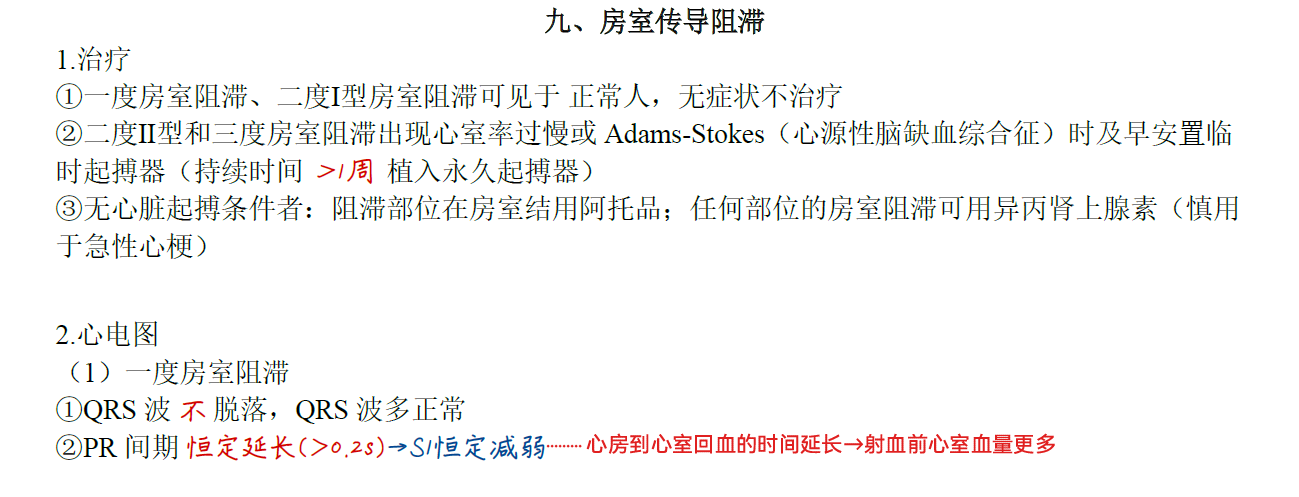 九、房室传导阻滞
1.治疗
①一度房室阻滞、二度I型房室阻滞可见于 正常人，无症状不治疗
②二度II型和三度房室阻滞出现心室率过慢或 Adams-Stokes（心源性脑缺血综合征）时及早安置临
时起搏器（持续时间 >1周 植入永久起搏器）
③无心脏起搏条件者：阻滞部位在房室结用阿托品；任何部位的房室阻滞可用异丙肾上腺素（慎用
于急性心梗）
2.心电图
（1）一度房室阻滞
①QRS 波 不 脱落，QRS 波多正常
②PR 间期 恒定延长(>0.2s)→S1恒定减弱········· 心房到心室回血的时间延长→射血前心室血量更多